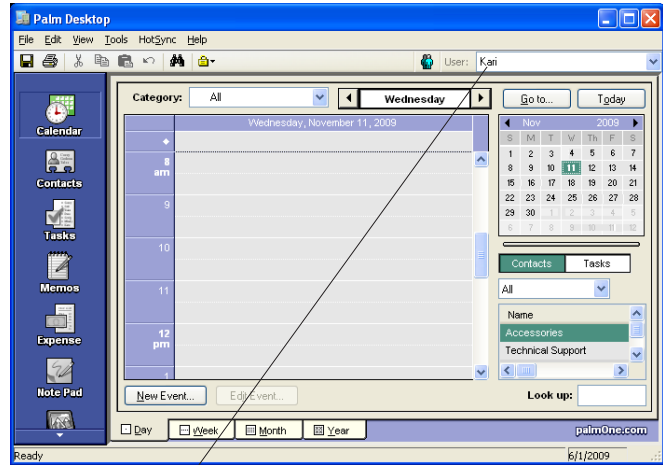 Palm Desktop
File Edit View Tools HotSync Help
User: Kari
Calendar
Contacts
Tasks
Memos
Expense
Note Pad
Category: All
Wednesday
Go to... Today
Wednesday, November 11, 2009
8 am
9
10
11
12 pm
1
Nov 2009
S M T W Th F S
1 2 3 4 5 6 7
8 9 10 11 12 13 14
15 16 17 18 19 20 21
22 23 24 25 26 27 28
29 30 1 2 3 4 5
6 7 8 9 10 11 12
Contacts Tasks
All
Name
Accessories
Technical Support
New Event... Edit Event...
Look up:
Day Week Month Year
palmOne.com
Ready 6/1/2009